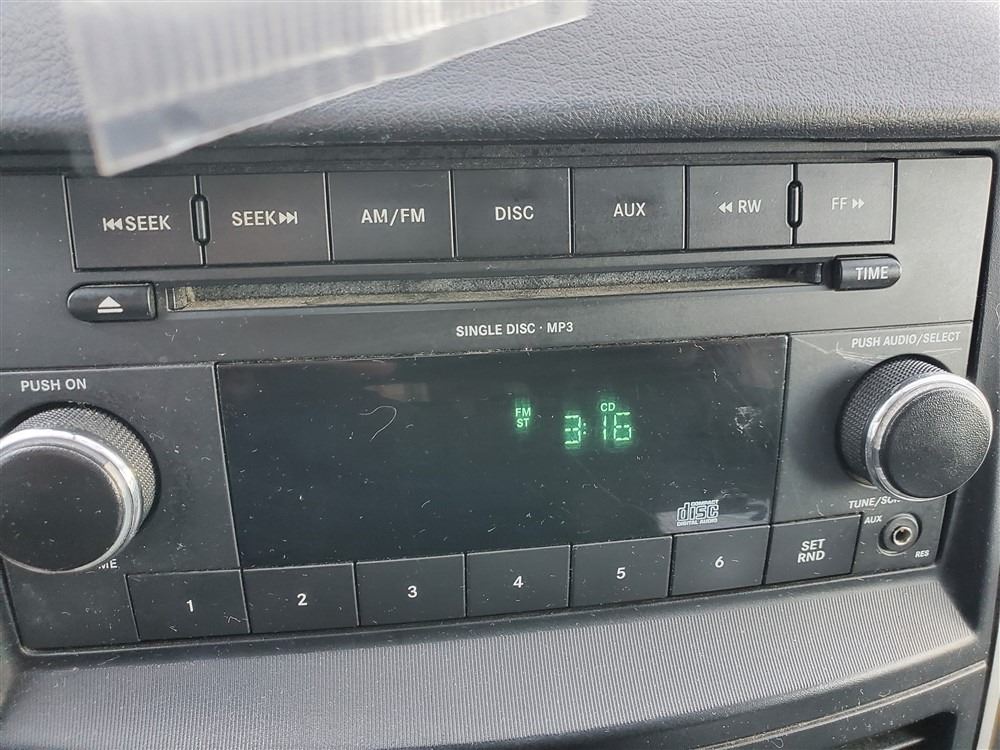 ⏮SEEK SEEK⏭ AM/FM DISC AUX ◀◀ RW FF ▶▶
TIME
SINGLE DISC · MP3
PUSH AUDIO/SELECT
PUSH ON
FM CD
ST 3:16
COMPACT
disc
DIGITAL AUDIO
AUX
RES
1 2 3 4 5 6 SET
RND